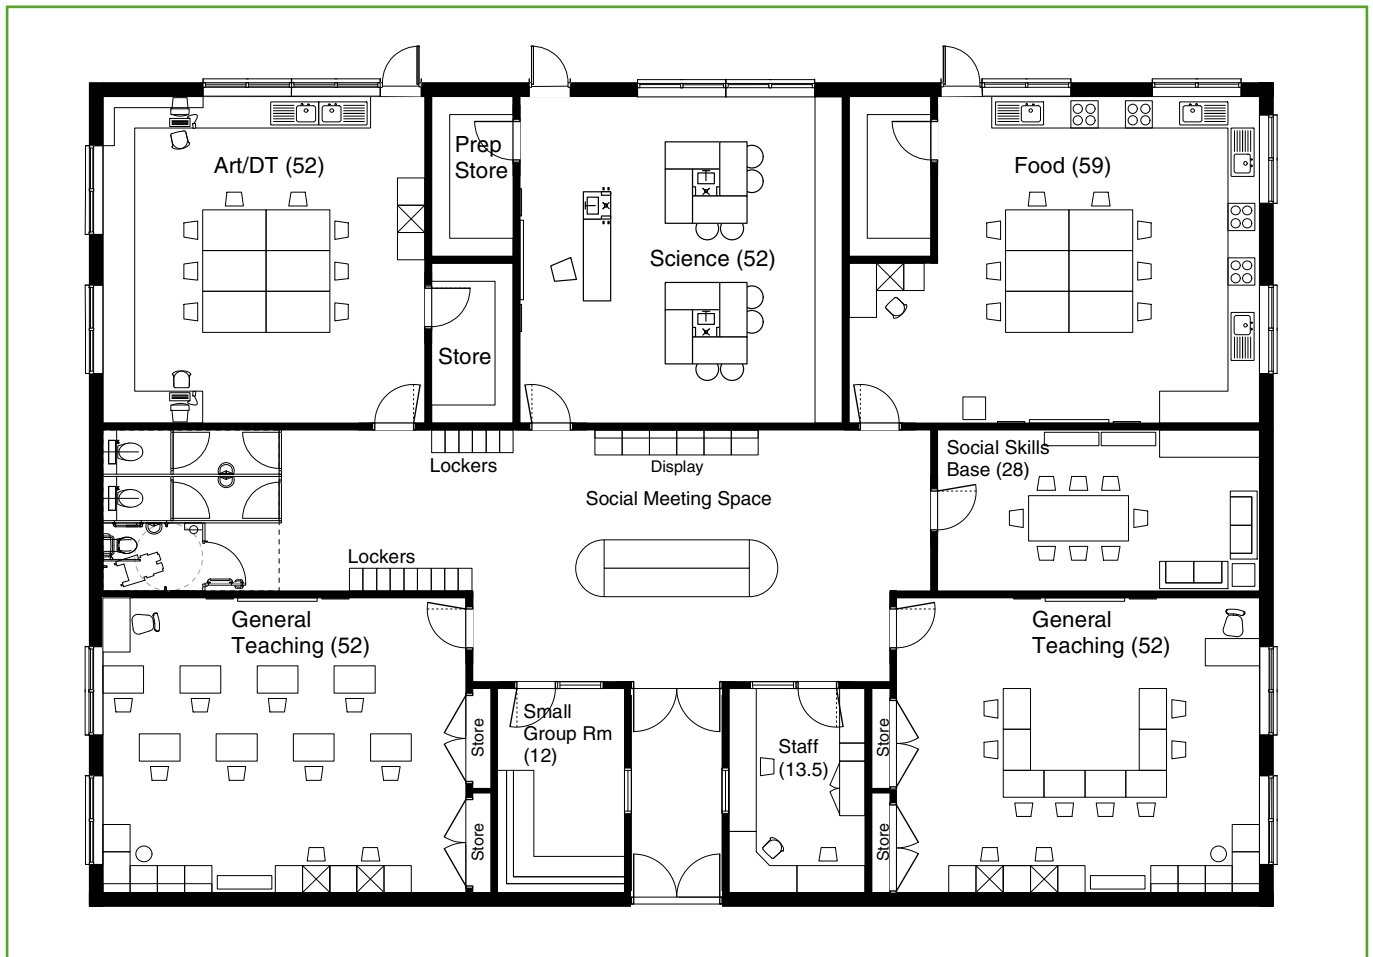 Art/DT (52)
Prep
Store
Science (52)
Food (59)
Store
Lockers
Display
Social Meeting Space
Social Skills
Base (28)
Lockers
General
Teaching (52)
General
Teaching (52)
Store
Small
Group Rm
(12)
Staff
(13.5)
Store
Store
Store